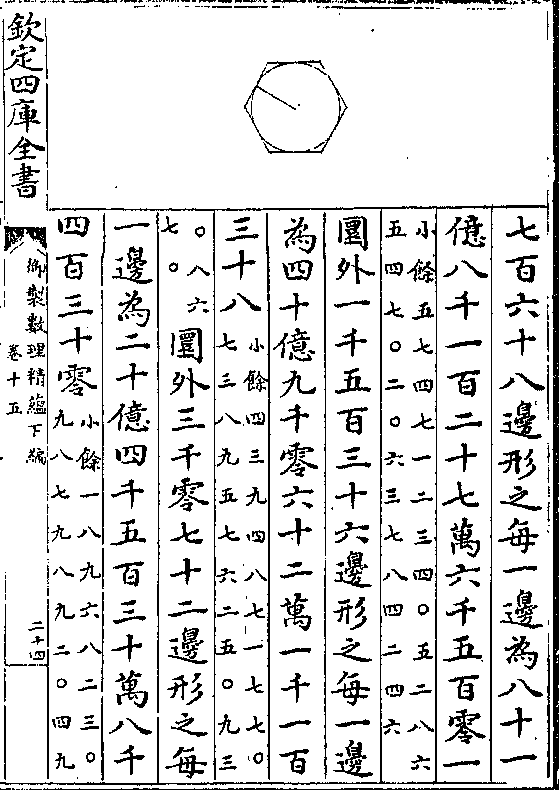 七百六十八邊形之每一邊為八十一
億八千一百二十七萬六千五百零一
小餘五七四七一二三四〇五二八六
五四七〇二〇六三七八四二四六
圜外一千五百三十六邊形之每一邊
為四十億九千零六十二萬一千一百
三十八
小餘四三九四八七一七七〇
七三八九五七六二五〇九三
〇八六
七〇
圜外三千零七十二邊形之每
一邊為二十億四千五百三十萬八千
四百三十零
小餘一八九六八二三〇
九八七九八九二〇四九
欽定四庫全書
御製數理精蘊下編
卷十五
二十四